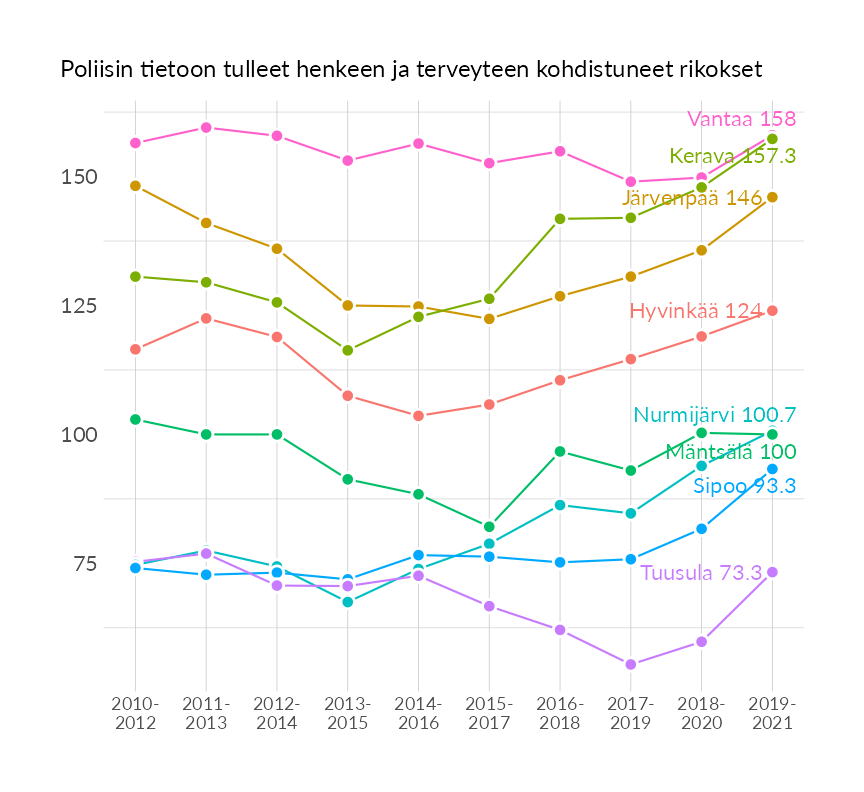 Poliisin tietoon tulleet henkeen ja terveyteen kohdistuneet rikokset
Vantaa 158
Kerava 157.3
150
Järvenpää 146
125
Hyvinkää 124
Nurmijärvi 100.7
100
Mäntsälä 100
Sipoo 93.3
75
Tuusula 73.3
2010- 2011- 2012- 2013- 2014- 2015- 2016- 2017- 2018- 2019-
2012 2013 2014 2015 2016 2017 2018 2019 2020 2021